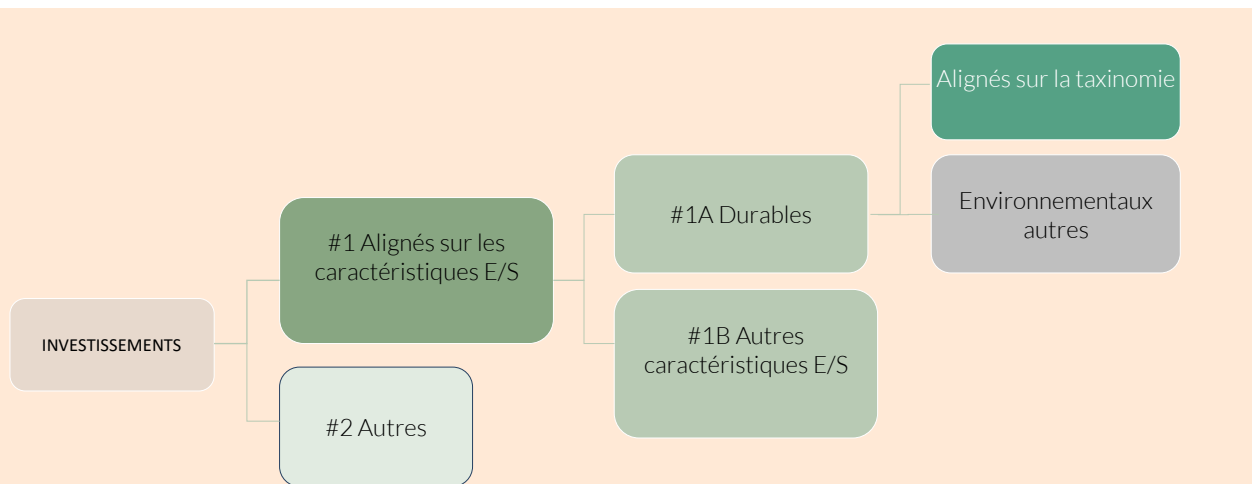 Alignés sur la taxinomie
Environnementaux
autres
#1A Durables
#1 Alignés sur les
caractéristiques E/S
#1B Autres
caractéristiques E/S
INVESTISSEMENTS
#2 Autres